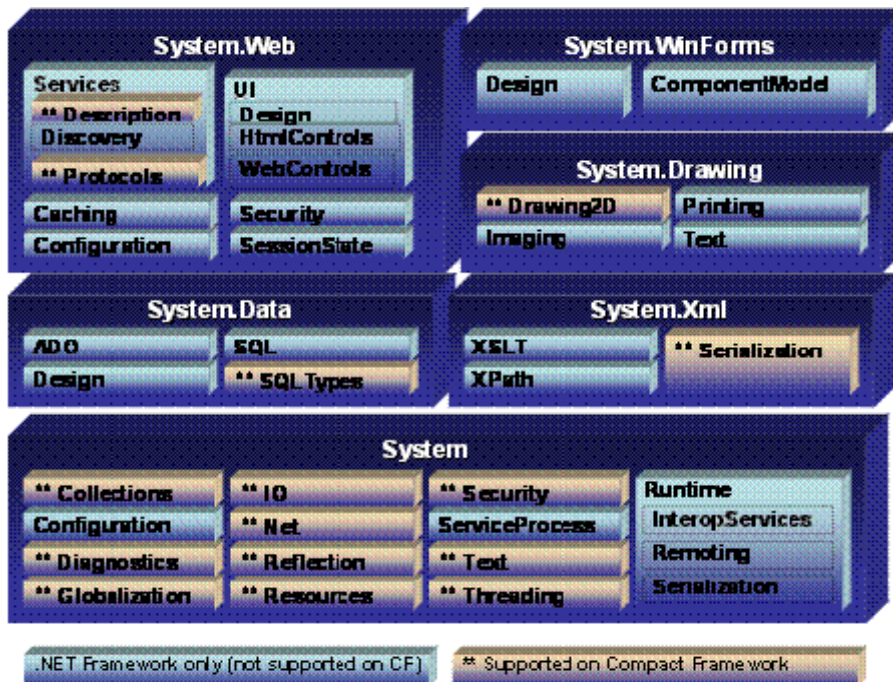 System.Web
Services
** Description
Discovery
** Protocols
UI
Design
HtmlControls
WebControls
Caching
Security
Configuration
SessionState
System.WinForms
Design
ComponentModel
System.Drawing
** Drawing2D
Printing
Imaging
Text
System.Data
ADO
SQL
Design
** SQLTypes
System.Xml
XSLT
** Serialization
XPath
System
** Collections
** IO
** Security
Runtime
Configuration
** Net
ServiceProcess
InteropServices
** Diagnostics
** Reflection
** Text
Remoting
** Globalization
** Resources
** Threading
Serialization
.NET Framework only (not supported on CF)
** Supported on Compact Framework